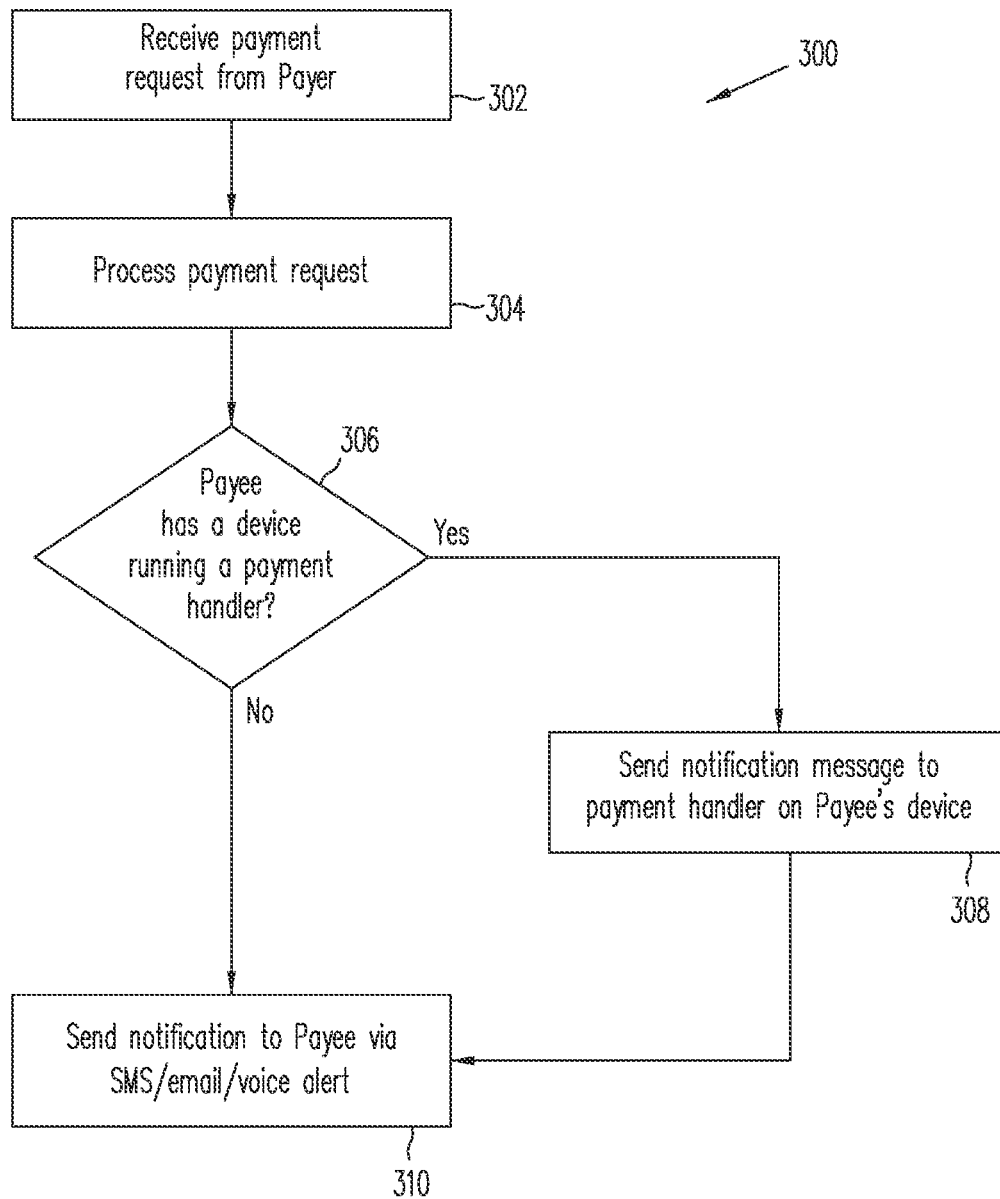 Receive payment
request from Payer
302
300
Process payment request
304
306
Payee
has a device
running a payment
handler?
Yes
No
Send notification message to
payment handler on Payee's device
308
Send notification to Payee via
SMS/email/voice alert
310